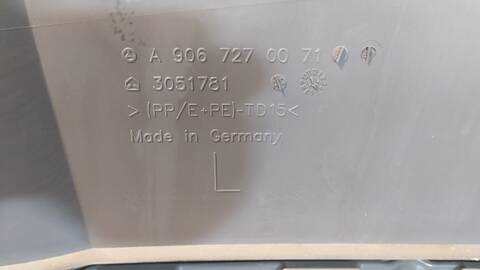 A 906 727 00 71
3051781
>(PP/E+PE)-TD15<
Made in Germany
L